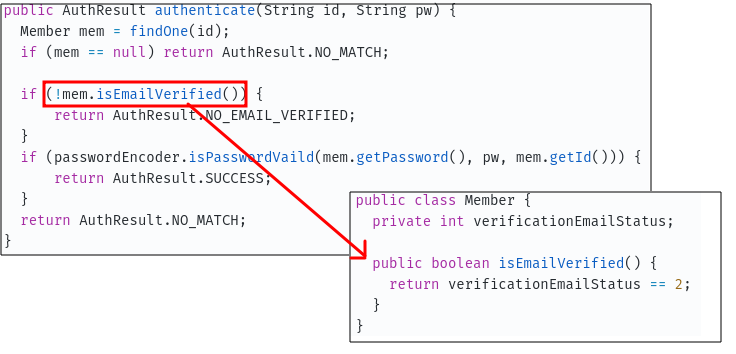 public AuthResult authenticate(String id, String pw) {
  Member mem = findOne(id);
  if (mem == null) return AuthResult.NO_MATCH;
  if (!mem.isEmailVerified()) {
      return AuthResult.NO_EMAIL_VERIFIED;
  }
  if (passwordEncoder.isPasswordVaild(mem.getPassword(), pw, mem.getId())) {
      return AuthResult.SUCCESS;
  }
  return AuthResult.NO_MATCH;
}
public class Member {
  private int verificationEmailStatus;
  public boolean isEmailVerified() {
    return verificationEmailStatus == 2;
  }
}